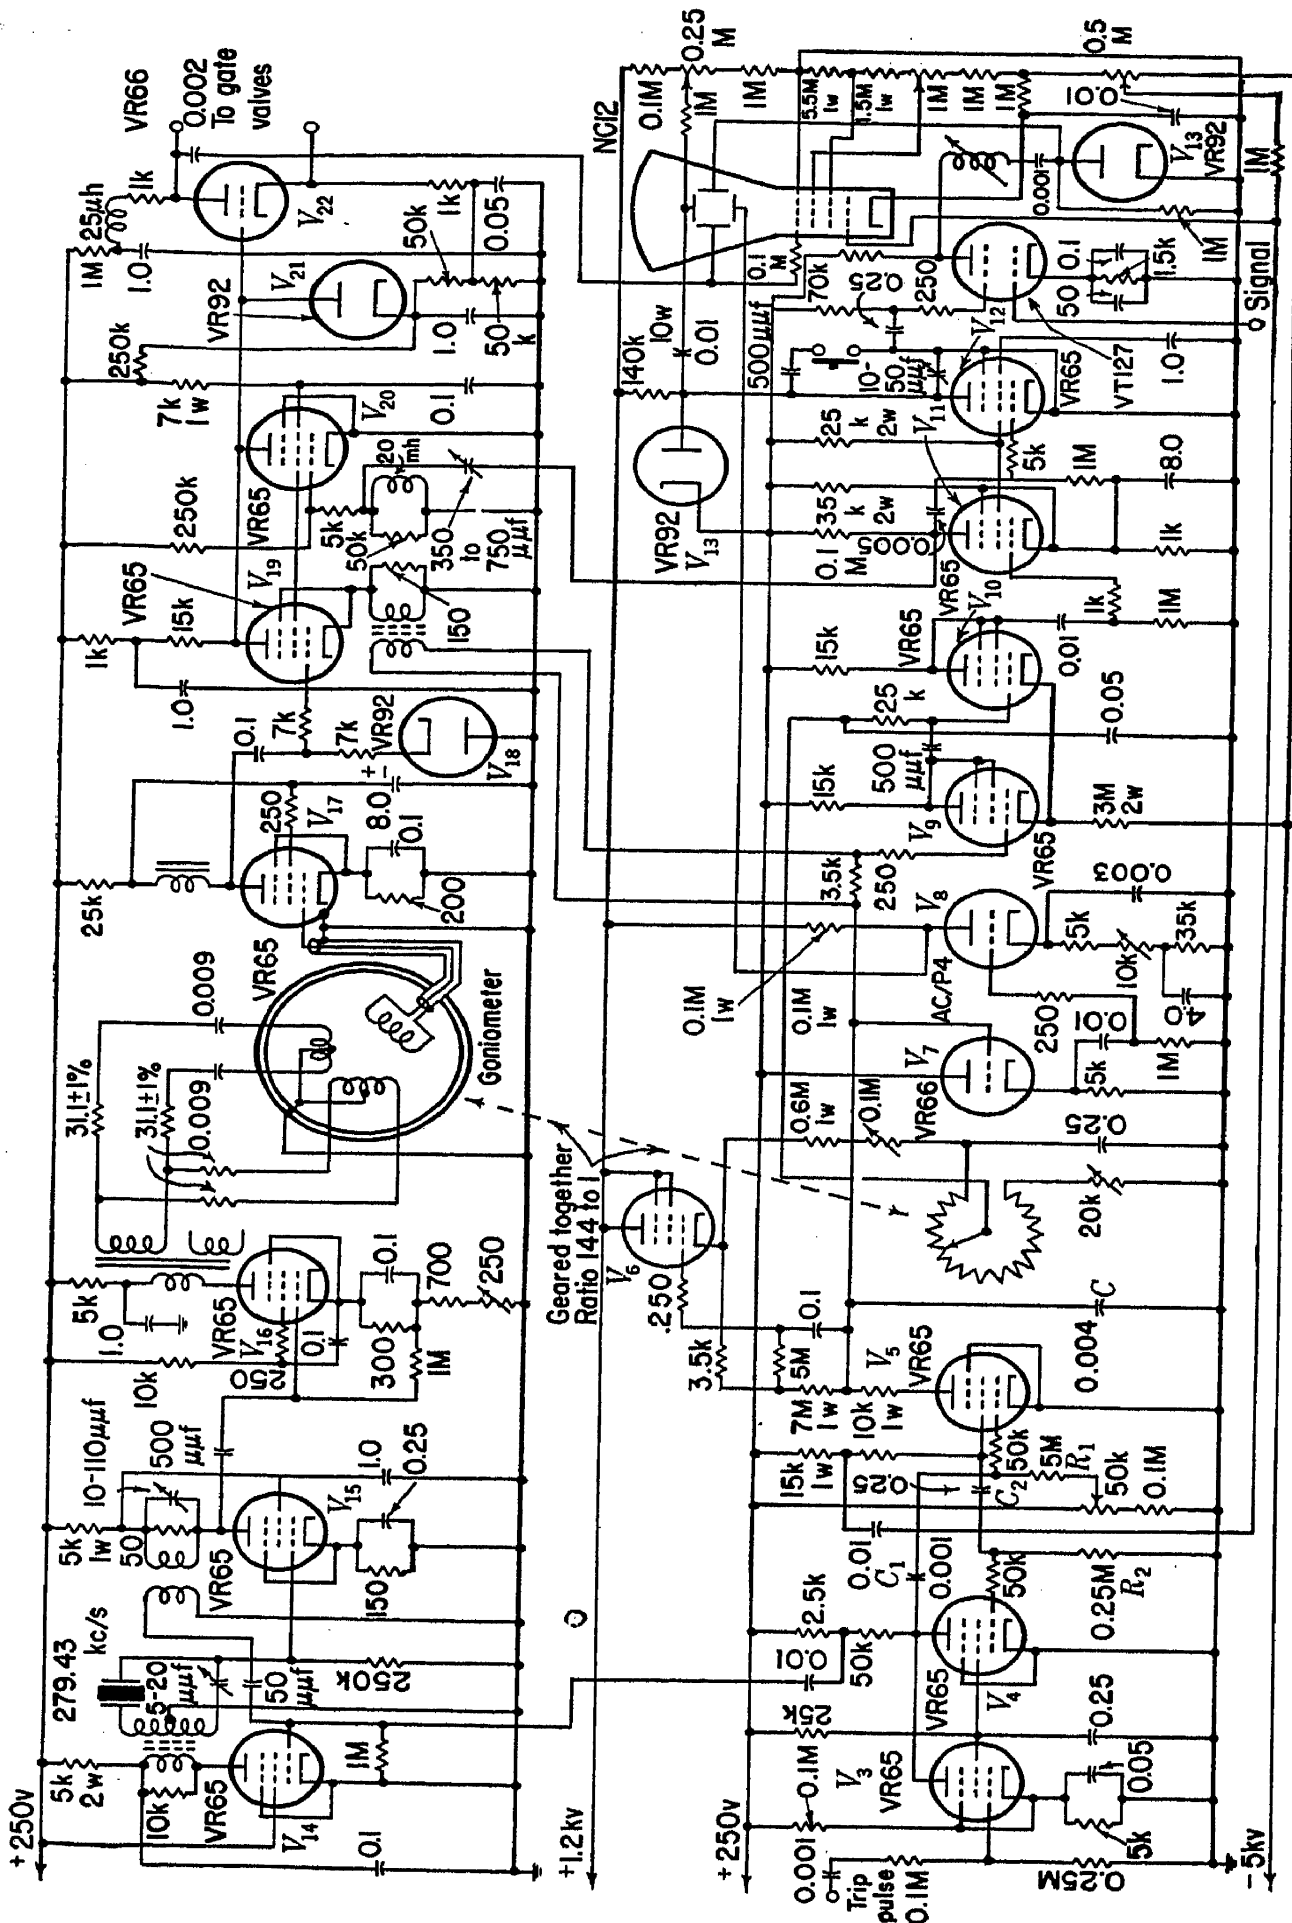 +250v
5k
2w
10k
VR65
V14
0.1
279.43
kc/s
5-20
μμf
50
μμf
1M
250k
5k
1w
10-110μμf
500
μμf
50
VR65
V15
150
1.0
0.25
5k
1.0
10k
VR65
V16
250
0.1
300
0.1
1M
700
250
31.1±1%
31.1±1%
0.009
0.009
Goniometer
VR65
25k
250
V17
8.0
+
-
0.1
200
0.1
7k
7k
VR92
V18
1k
15k
1.0
VR65
V19
150
250k
VR65
5k
50k
20
mh
350
to
750
μμf
V20
7k
1w
0.1
250k
VR92
V21
1.0
50
k
50k
1M
25μh
1.0
1k
V22
1k
0.05
VR66
0.002
To gate
valves
+1.2kv
Geared together
Ratio 144 to 1
V6
.250
3.5k
0.1M
1w
VR92
V13
140k
10w
0.01
NC12
0.1M
0.25
M
1M
1M
5.5M
1w
1.5M
1w
1M
1M
1M
0.5
M
0.01
+250v
0.001
Trip
pulse
0.1M
0.25M
0.1M
V3
VR65
5k
0.05
25k
0.25
0.01
2.5k
50k
VR65
V4
0.01
C1
0.001
50k
0.25M
R2
15k
1w
0.25
C2
50k
5M
R1
50k
0.1M
7M
1w
5M
0.1
10k
1w
V5
VR65
0.004
C
20k
0.25
0.6M
1w
0.1M
0.1M
1w
VR66
V7
5k
0.01
1M
250
AC/P4
V8
5k
10k
4.0
35k
0.003
3.5k
250
V9
VR65
15k
500
μμf
3M
2w
25
k
0.05
15k
VR65
V10
0.01
1k
1M
0.1
M
35
k
2w
0.005
VR65
V11
1k
8.0
1M
5k
25
k
2w
500μμf
10-
50
μμf
V12
VR65
VT127
1.0
70k
0.25
250
0.1
M
50
0.1
1.5k
Signal
1M
0.001
V13
VR92
1M
-5kv